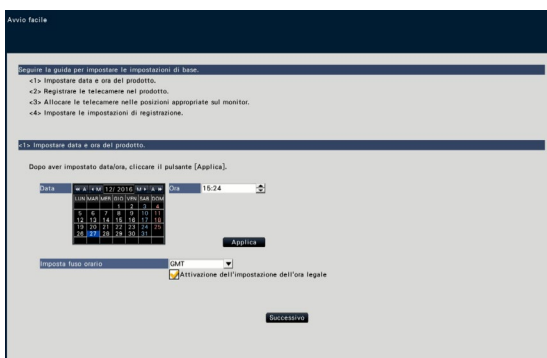 Avvio facile
Seguire la guida per impostare le impostazioni di base.
<1> Impostare data e ora del prodotto.
<2> Registrare le telecamere nel prodotto.
<3> Allocare le telecamere nelle posizioni appropriate sul monitor.
<4> Impostare le impostazioni di registrazione.
<1> Impostare data e ora del prodotto.
Dopo aver impostato data/ora, cliccare il pulsante [Applica].
Data M 12/ 2016 M Ora 15:24
LUN MAR MER GIO VEN SAB DOM
1 2 3 4
5 6 7 8 9 10 11
12 13 14 15 16 17 18
19 20 21 22 23 24 25
26 27 28 29 30 31
Applica
Imposta fuso orario GMT
Attivazione dell'impostazione dell'ora legale
Successivo